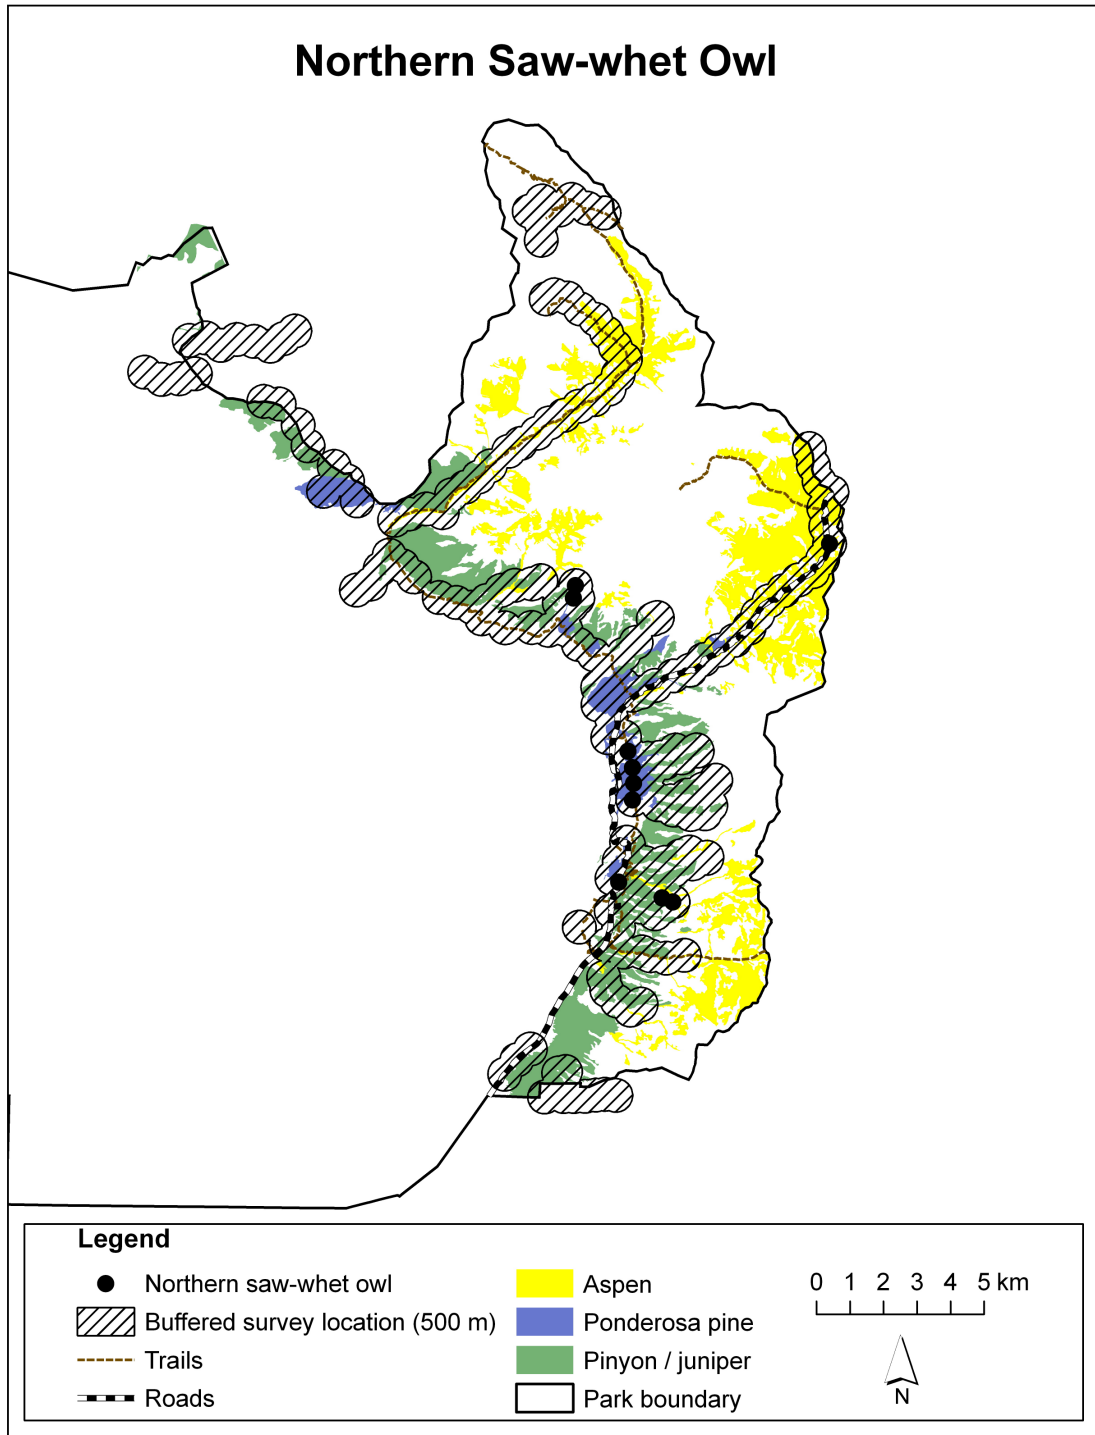 Northern Saw-whet Owl
Legend
Northern saw-whet owl
Buffered survey location (500 m)
Trails
Roads
Aspen
Ponderosa pine
Pinyon / juniper
Park boundary
0 1 2 3 4 5 km
N